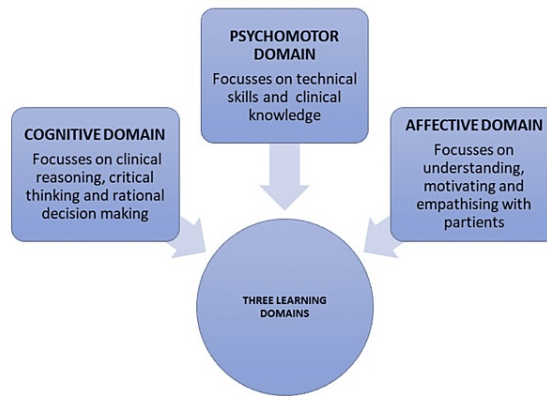 PSYCHOMOTOR
DOMAIN
Focusses on technical
skills and  clinical
knowledge
COGNITIVE DOMAIN
Focusses on clinical
reasoning, critical
thinking and rational
decision making
AFFECTIVE DOMAIN
Focusses on
understanding,
motivating and
empathising with
partients
THREE LEARNING
DOMAINS